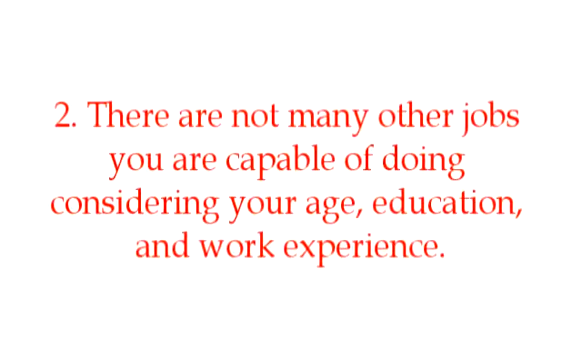 2. There are not many other jobs
you are capable of doing
considering your age, education,
and work experience.